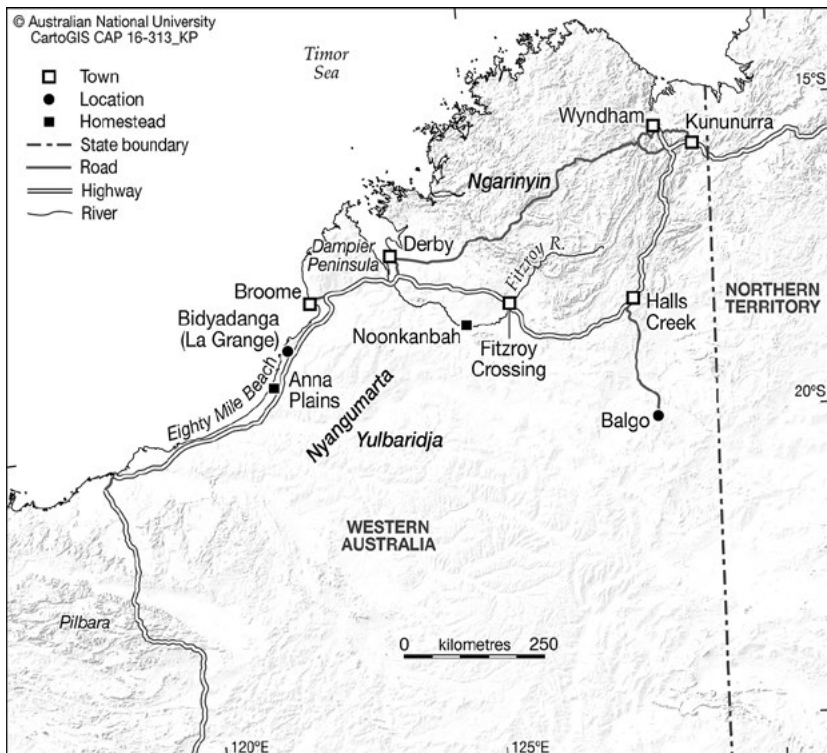 © Australian National University
CartoGIS CAP 16-313_KP
Town
Location
Homestead
State boundary
Road
Highway
River
Timor
Sea
15°S
Wyndham
Kununurra
Ngarinyin
Dampier
Peninsula
Derby
Fitzroy R.
Broome
NORTHERN
TERRITORY
Bidyadanga
(La Grange)
Noonkanbah
Halls
Creek
Fitzroy
Crossing
Eighty Mile Beach
Anna
Plains
Nyangumarta
20°S
Yulbaridja
Balgo
WESTERN
AUSTRALIA
Pilbara
0 kilometres 250
120°E
125°E